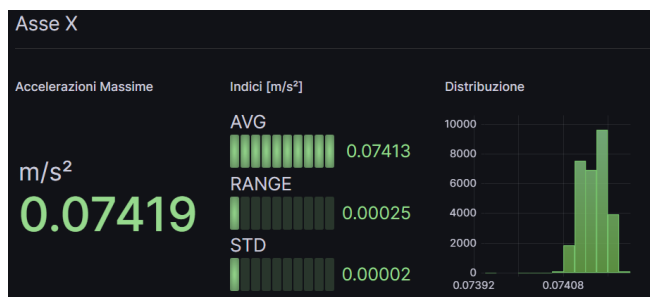 Asse X
Accelerazioni Massime
m/s²
0.07419
Indici [m/s²]
AVG
0.07413
RANGE
0.00025
STD
0.00002
Distribuzione
10000
8000
6000
4000
2000
0
0.07392 0.07408